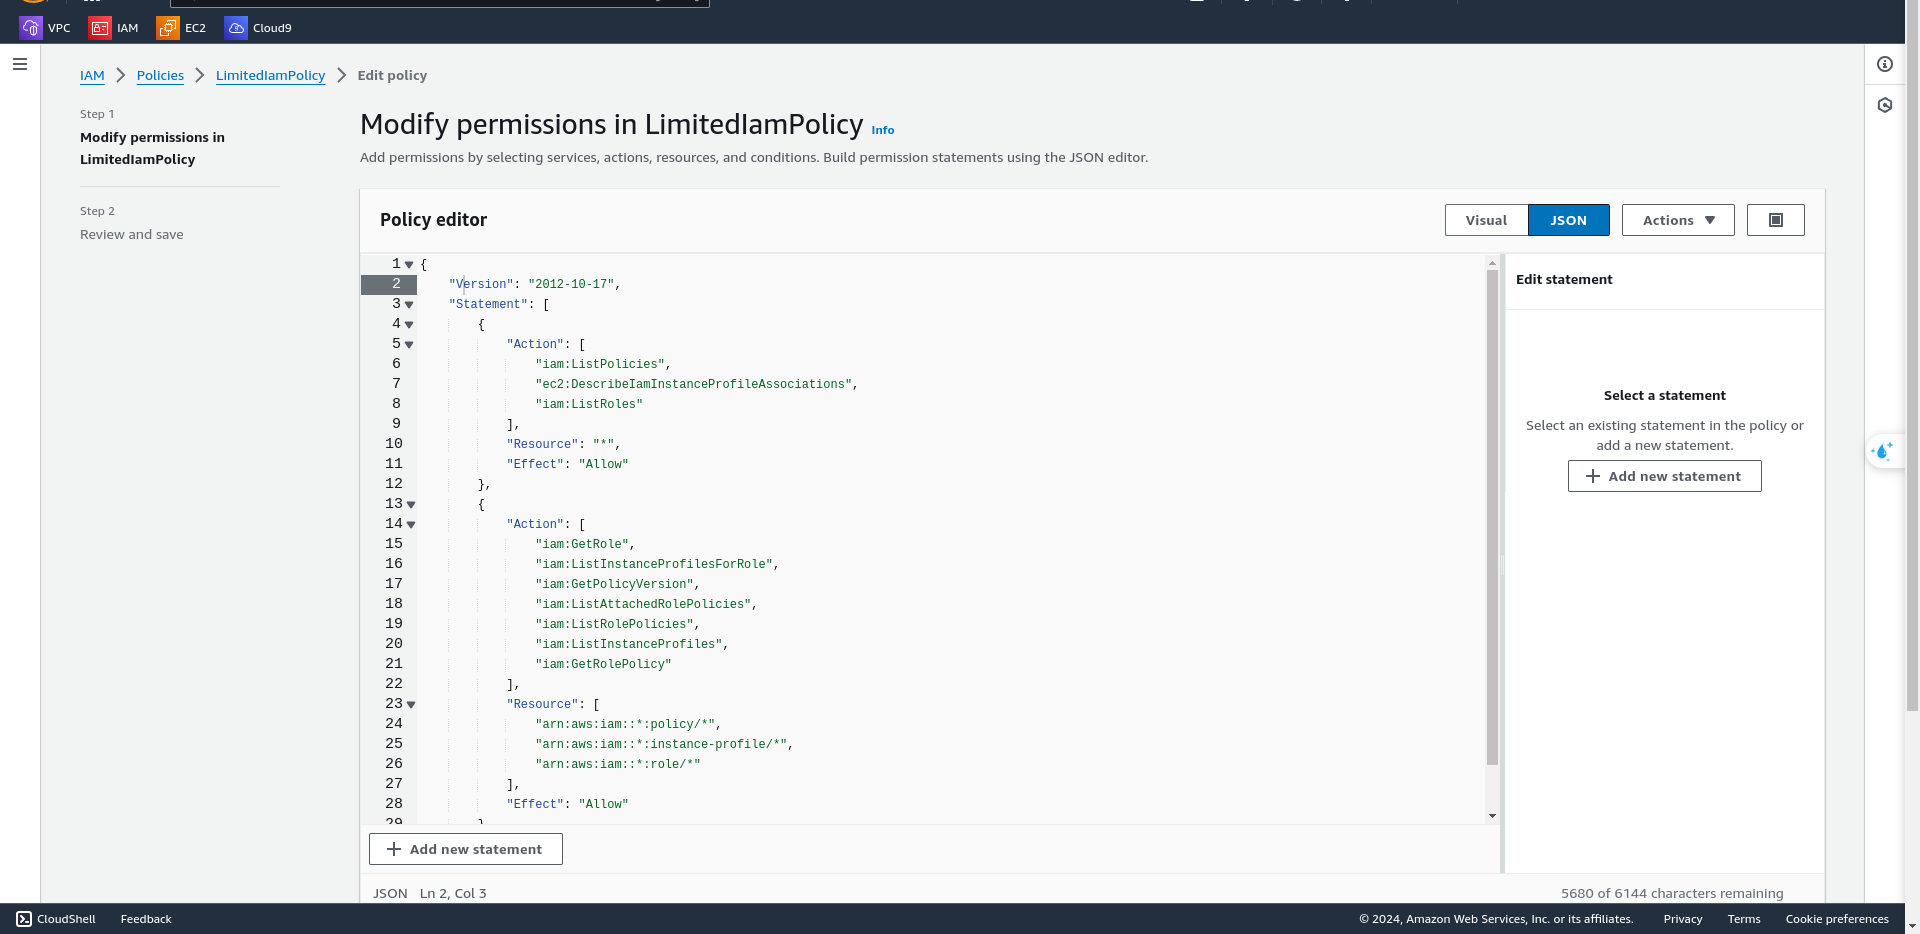 VPC IAM EC2 Cloud9
IAM Policies LimitedIamPolicy Edit policy
Step 1
Modify permissions in
LimitedIamPolicy
Step 2
Review and save
Modify permissions in LimitedIamPolicy Info
Add permissions by selecting services, actions, resources, and conditions. Build permission statements using the JSON editor.
Policy editor
Visual JSON Actions
1 {
2 "Version": "2012-10-17",
3 "Statement": [
4 {
5 "Action": [
6 "iam:ListPolicies",
7 "ec2:DescribeIamInstanceProfileAssociations",
8 "iam:ListRoles"
9 ],
10 "Resource": "*",
11 "Effect": "Allow"
12 },
13 {
14 "Action": [
15 "iam:GetRole",
16 "iam:ListInstanceProfilesForRole",
17 "iam:GetPolicyVersion",
18 "iam:ListAttachedRolePolicies",
19 "iam:ListRolePolicies",
20 "iam:ListInstanceProfiles",
21 "iam:GetRolePolicy"
22 ],
23 "Resource": [
24 "arn:aws:iam::*:policy/*",
25 "arn:aws:iam::*:instance-profile/*",
26 "arn:aws:iam::*:role/*"
27 ],
28 "Effect": "Allow"
29 }
Edit statement
Select a statement
Select an existing statement in the policy or
add a new statement.
Add new statement
Add new statement
JSON Ln 2, Col 3
5680 of 6144 characters remaining
CloudShell Feedback
© 2024, Amazon Web Services, Inc. or its affiliates. Privacy Terms Cookie preferences